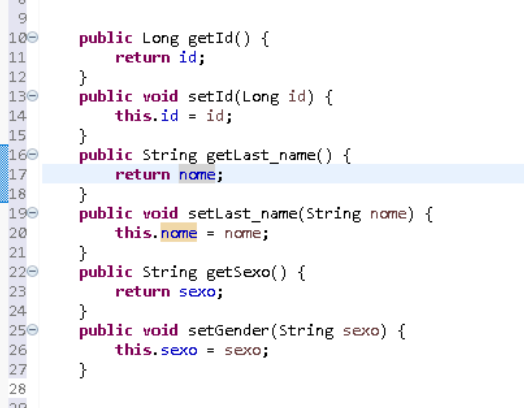 9
10 public Long getId() {
11 return id;
12 }
13 public void setId(Long id) {
14 this.id = id;
15 }
16 public String getLast_name() {
17 return nome;
18 }
19 public void setLast_name(String nome) {
20 this.nome = nome;
21 }
22 public String getSexo() {
23 return sexo;
24 }
25 public void setGender(String sexo) {
26 this.sexo = sexo;
27 }
28